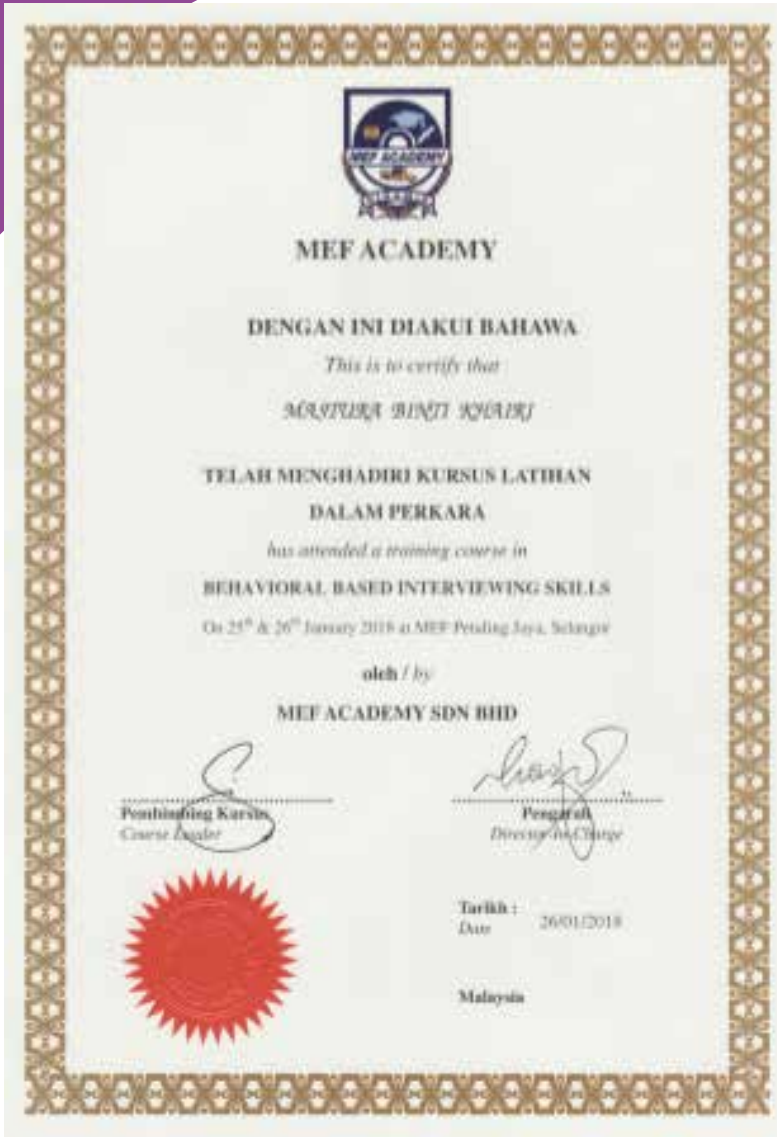 MEF ACADEMY
MEF ACADEMY
DENGAN INI DIAKUI BAHAWA
This is to certify that
MASTURA BINTI KHAIRI
TELAH MENGHADIRI KURSUS LATIHAN
DALAM PERKARA
has attended a training course in
BEHAVIORAL BASED INTERVIEWING SKILLS
On 25th & 26th January 2018 at MEF Petaling Jaya, Selangor
oleh / by
MEF ACADEMY SDN BHD
Pembimbing Kursus
Course Leader
Pengarah
Director-In-Charge
Tarikh :
Date
26/01/2018
Malaysia